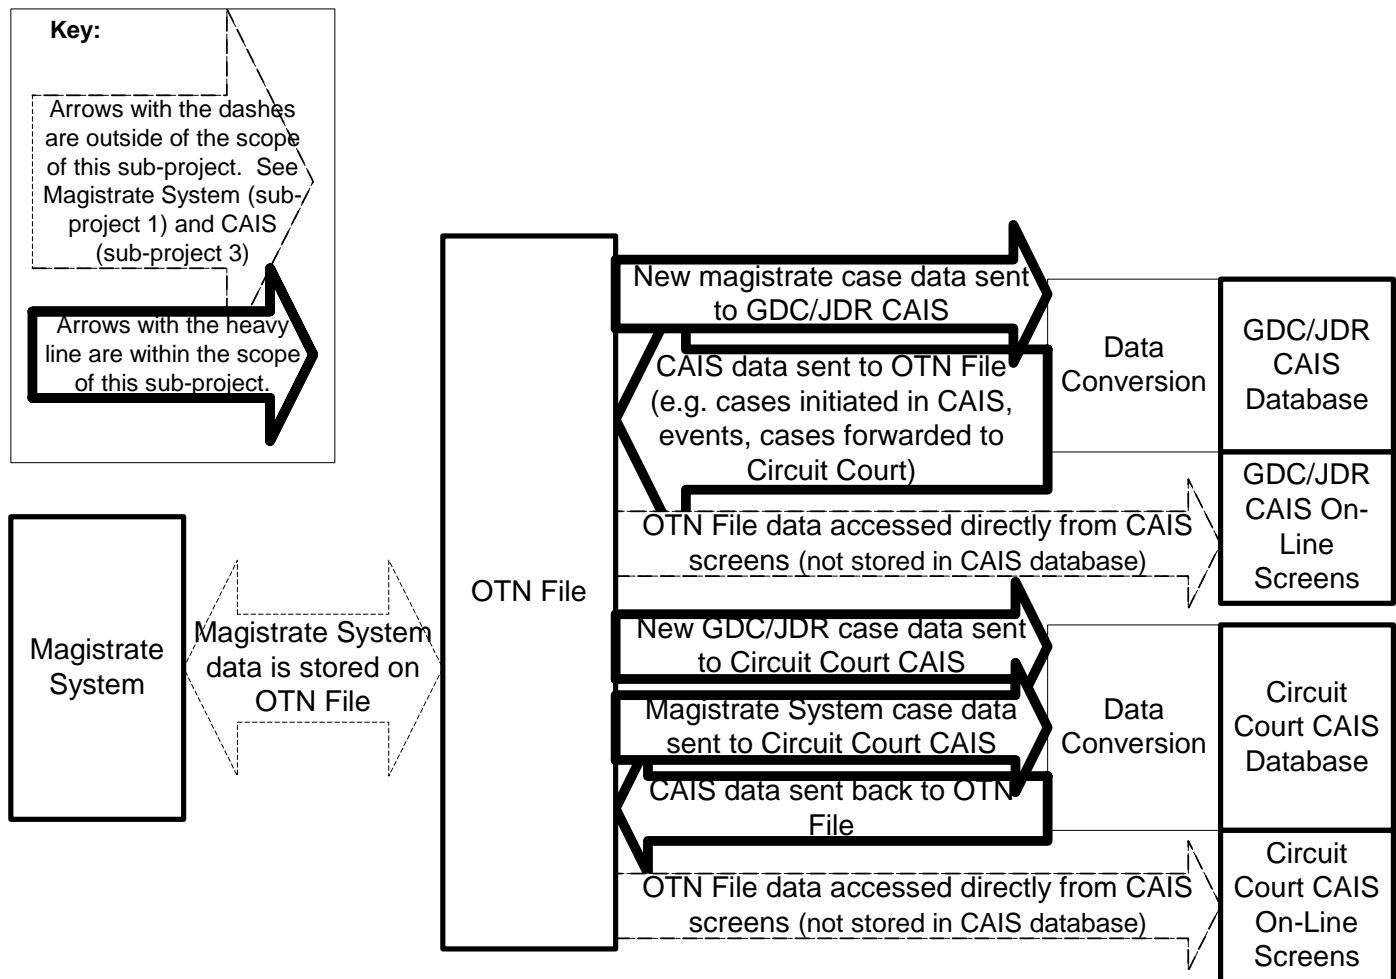 Key:
Arrows with the dashes
are outside of the scope
of this sub-project.  See
Magistrate System (sub-
project 1) and CAIS
(sub-project 3)
Arrows with the heavy
line are within the scope
of this sub-project.
Magistrate
System
Magistrate System
data is stored on
OTN File
OTN File
New magistrate case data sent
to GDC/JDR CAIS
CAIS data sent to OTN File
(e.g. cases initiated in CAIS,
events, cases forwarded to
Circuit Court)
Data
Conversion
GDC/JDR
CAIS
Database
OTN File data accessed directly from CAIS
screens (not stored in CAIS database)
GDC/JDR
CAIS On-
Line
Screens
New GDC/JDR case data sent
to Circuit Court CAIS
Magistrate System case data
sent to Circuit Court CAIS
CAIS data sent back to OTN
File
Data
Conversion
Circuit
Court CAIS
Database
OTN File data accessed directly from CAIS
screens (not stored in CAIS database)
Circuit
Court CAIS
On-Line
Screens